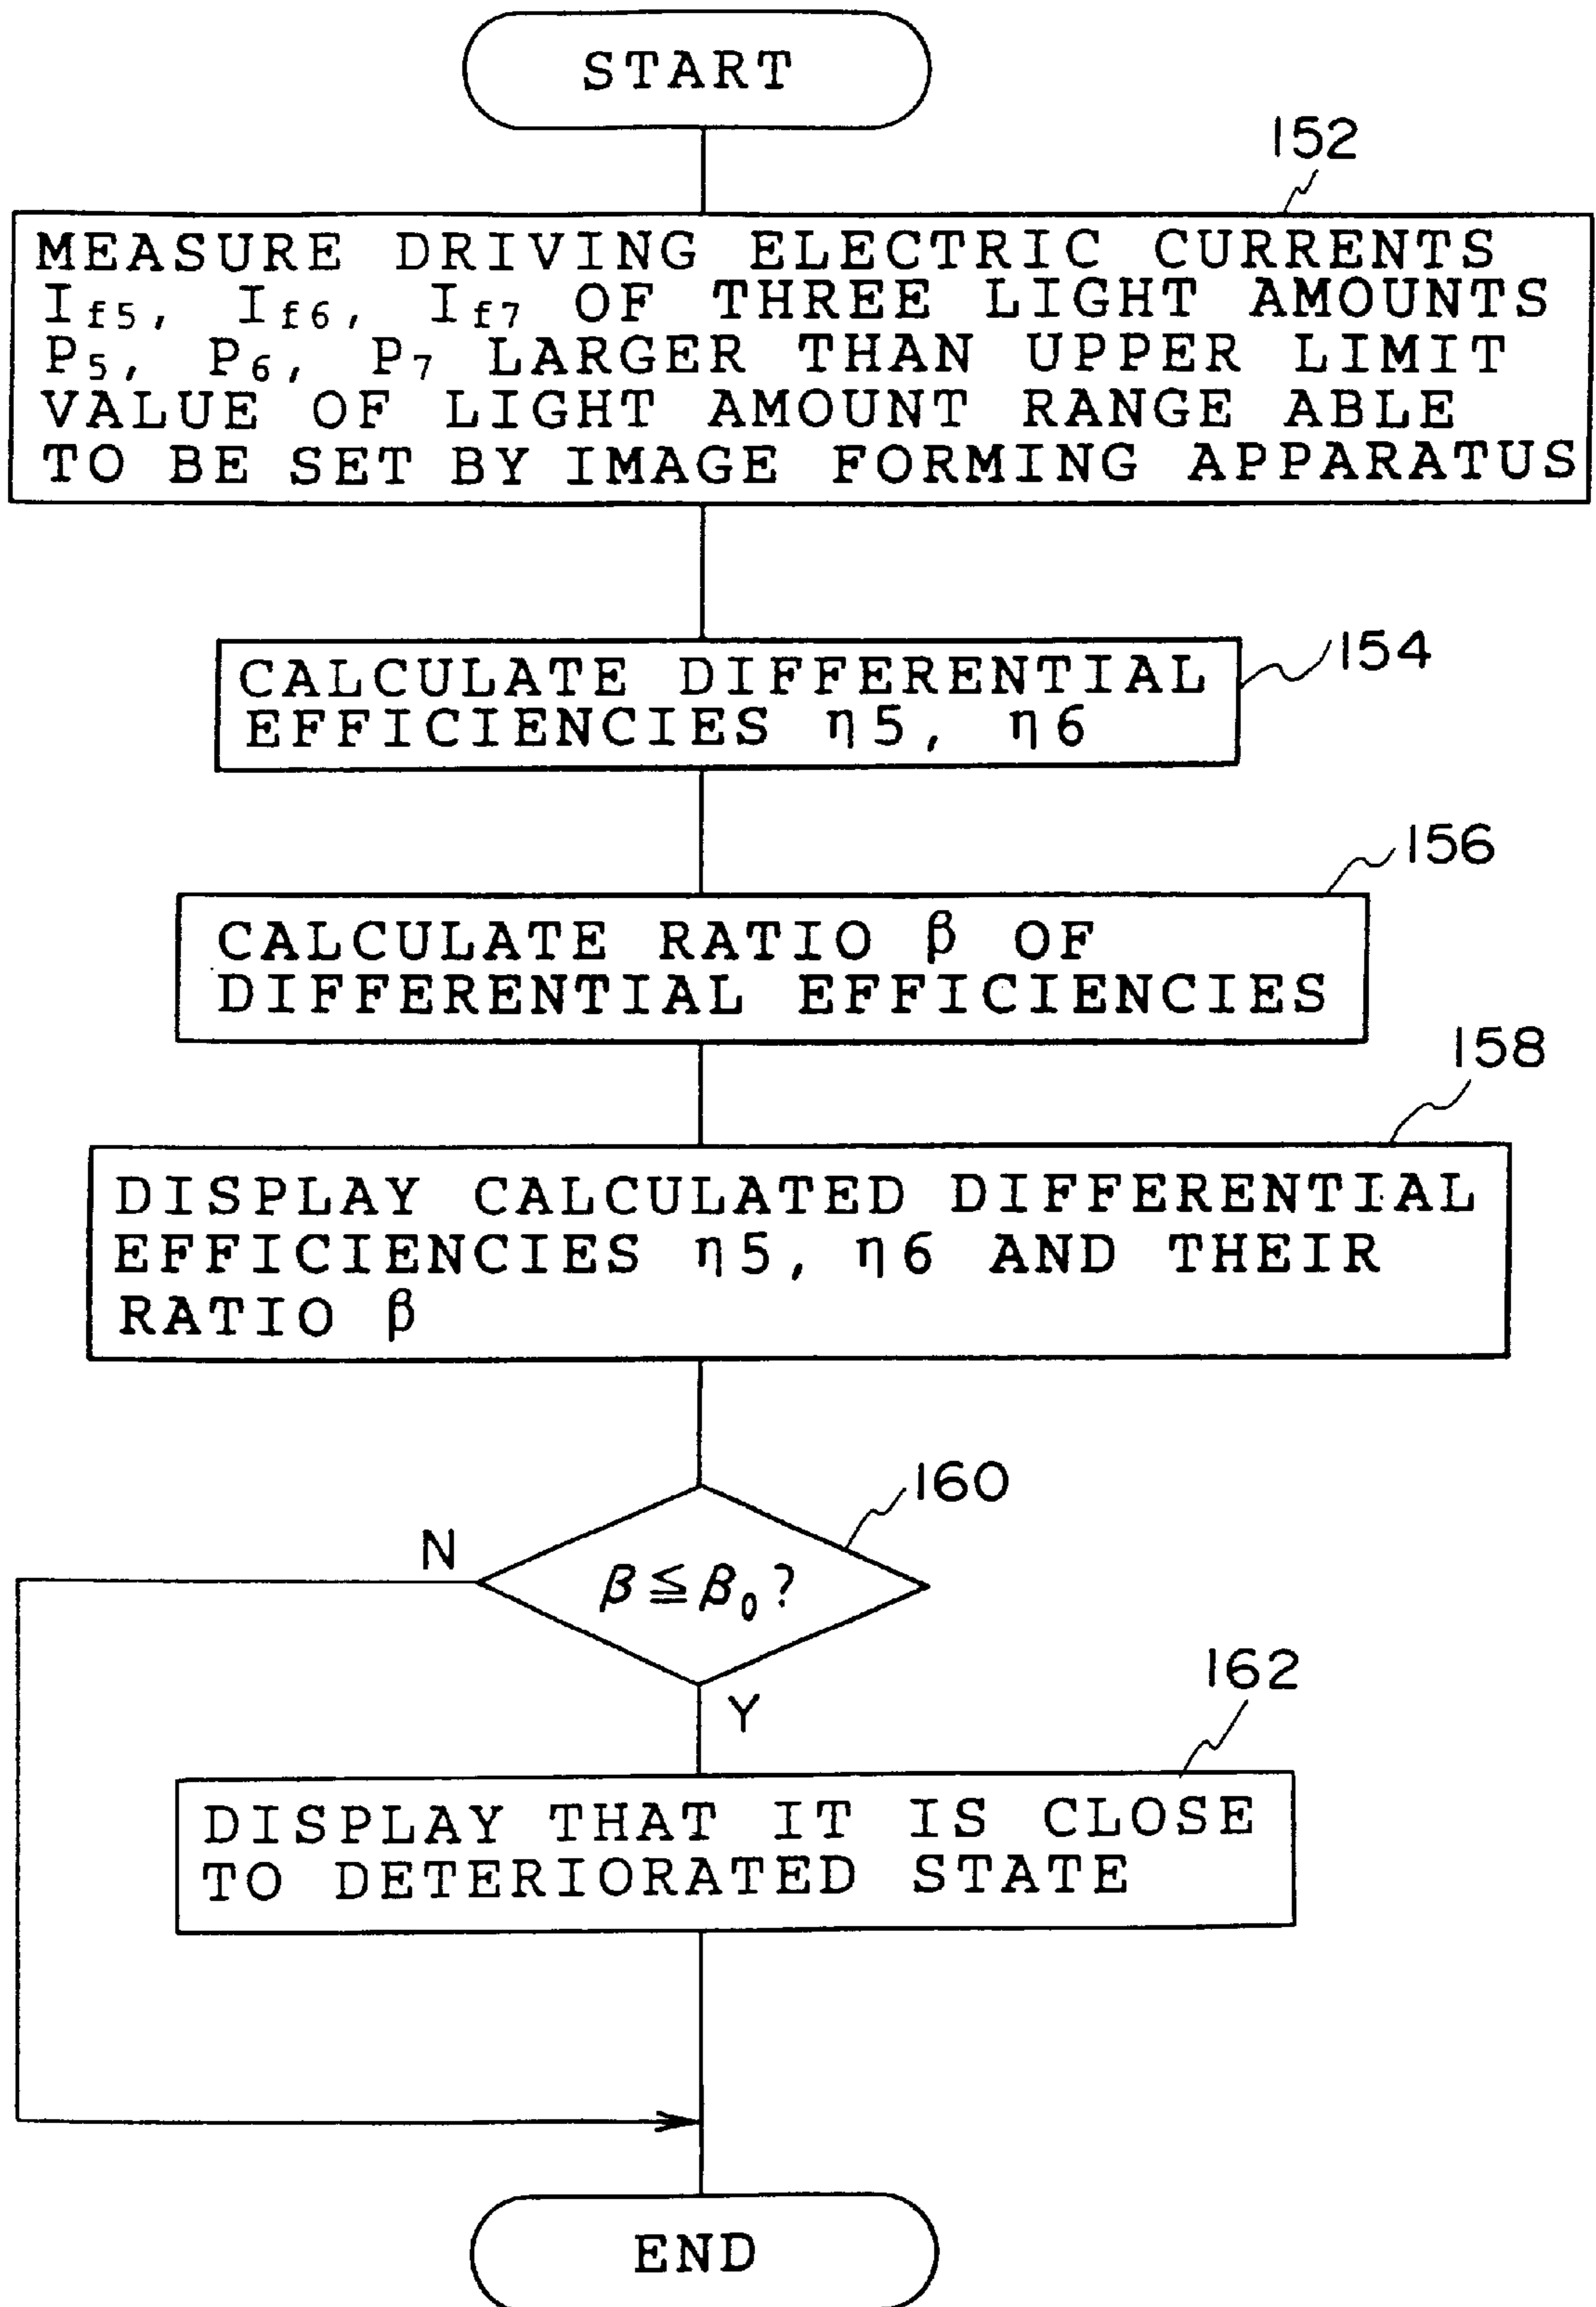 START
152
MEASURE DRIVING ELECTRIC CURRENTS
If5, If6, If7 OF THREE LIGHT AMOUNTS
P5, P6, P7 LARGER THAN UPPER LIMIT
VALUE OF LIGHT AMOUNT RANGE ABLE
TO BE SET BY IMAGE FORMING APPARATUS
154
CALCULATE DIFFERENTIAL
EFFICIENCIES η5, η6
156
CALCULATE RATIO β OF
DIFFERENTIAL EFFICIENCIES
158
DISPLAY CALCULATED DIFFERENTIAL
EFFICIENCIES η5, η6 AND THEIR
RATIO β
160
N
β≦β0?
Y
162
DISPLAY THAT IT IS CLOSE
TO DETERIORATED STATE
END